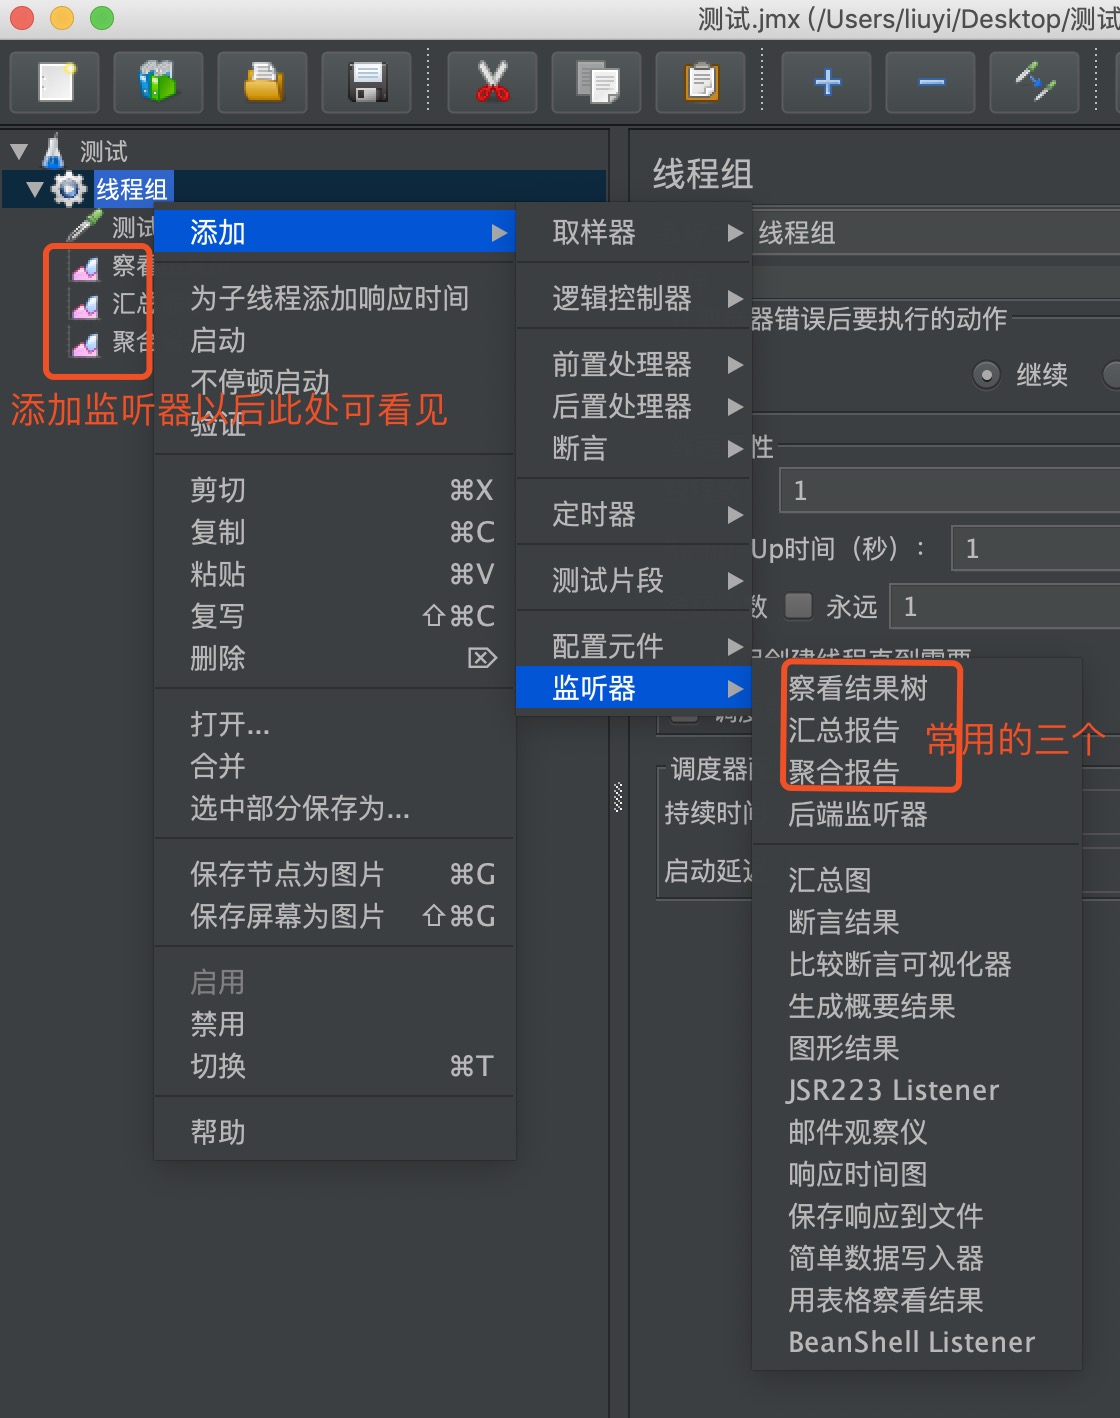 测试.jmx (/Users/liuyi/Desktop/测试
测试
线程组
测试
察看
汇总
聚合
添加监听器以后此处可看见
添加
为子线程添加响应时间
启动
不停顿启动
验证
剪切 ⌘X
复制 ⌘C
粘贴 ⌘V
复写 ⇧⌘C
删除 ⌦
打开...
合并
选中部分保存为...
保存节点为图片 ⌘G
保存屏幕为图片 ⇧⌘G
启用
禁用
切换 ⌘T
帮助
取样器
逻辑控制器
前置处理器
后置处理器
断言
定时器
测试片段
配置元件
监听器
线程组
线程组
器错误后要执行的动作
继续
性
1
Up时间（秒）： 1
数 永远 1
调度器
持续时间
启动延迟
察看结果树
汇总报告
聚合报告
常用的三个
后端监听器
汇总图
断言结果
比较断言可视化器
生成概要结果
图形结果
JSR223 Listener
邮件观察仪
响应时间图
保存响应到文件
简单数据写入器
用表格察看结果
BeanShell Listener